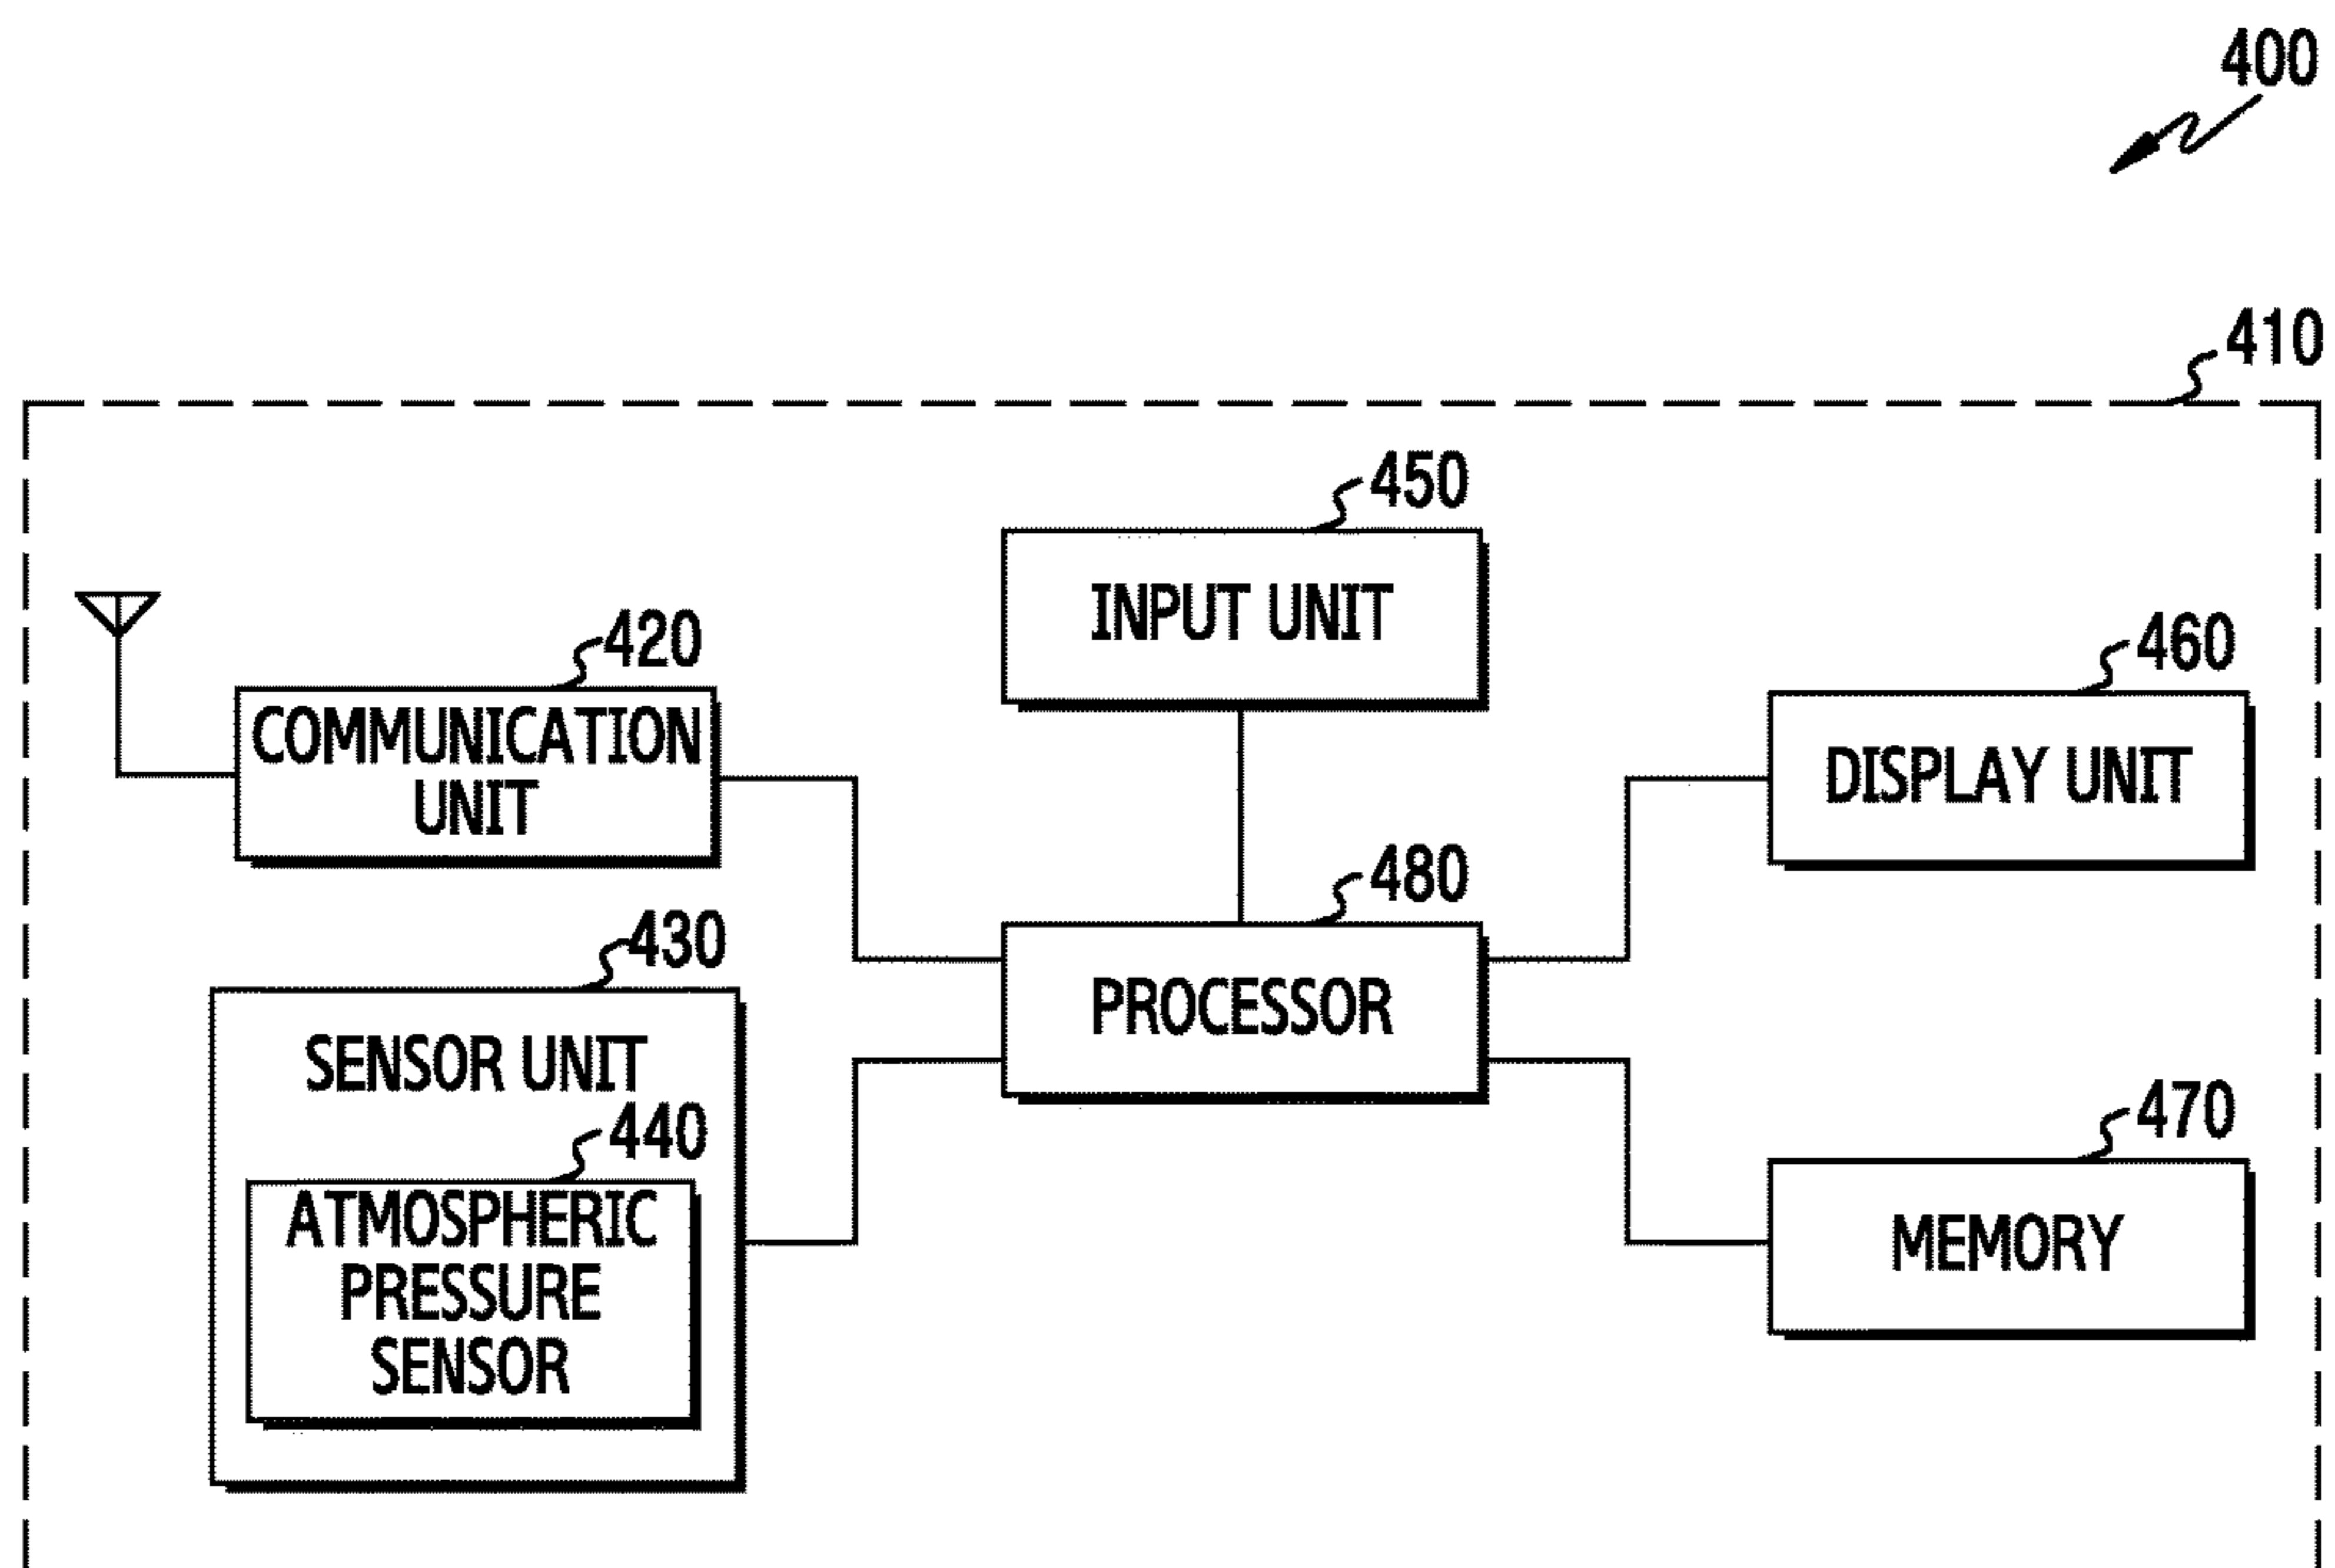 400
410
450
INPUT UNIT
420
COMMUNICATION
UNIT
460
DISPLAY UNIT
480
PROCESSOR
430
SENSOR UNIT
440
ATMOSPHERIC
PRESSURE
SENSOR
470
MEMORY